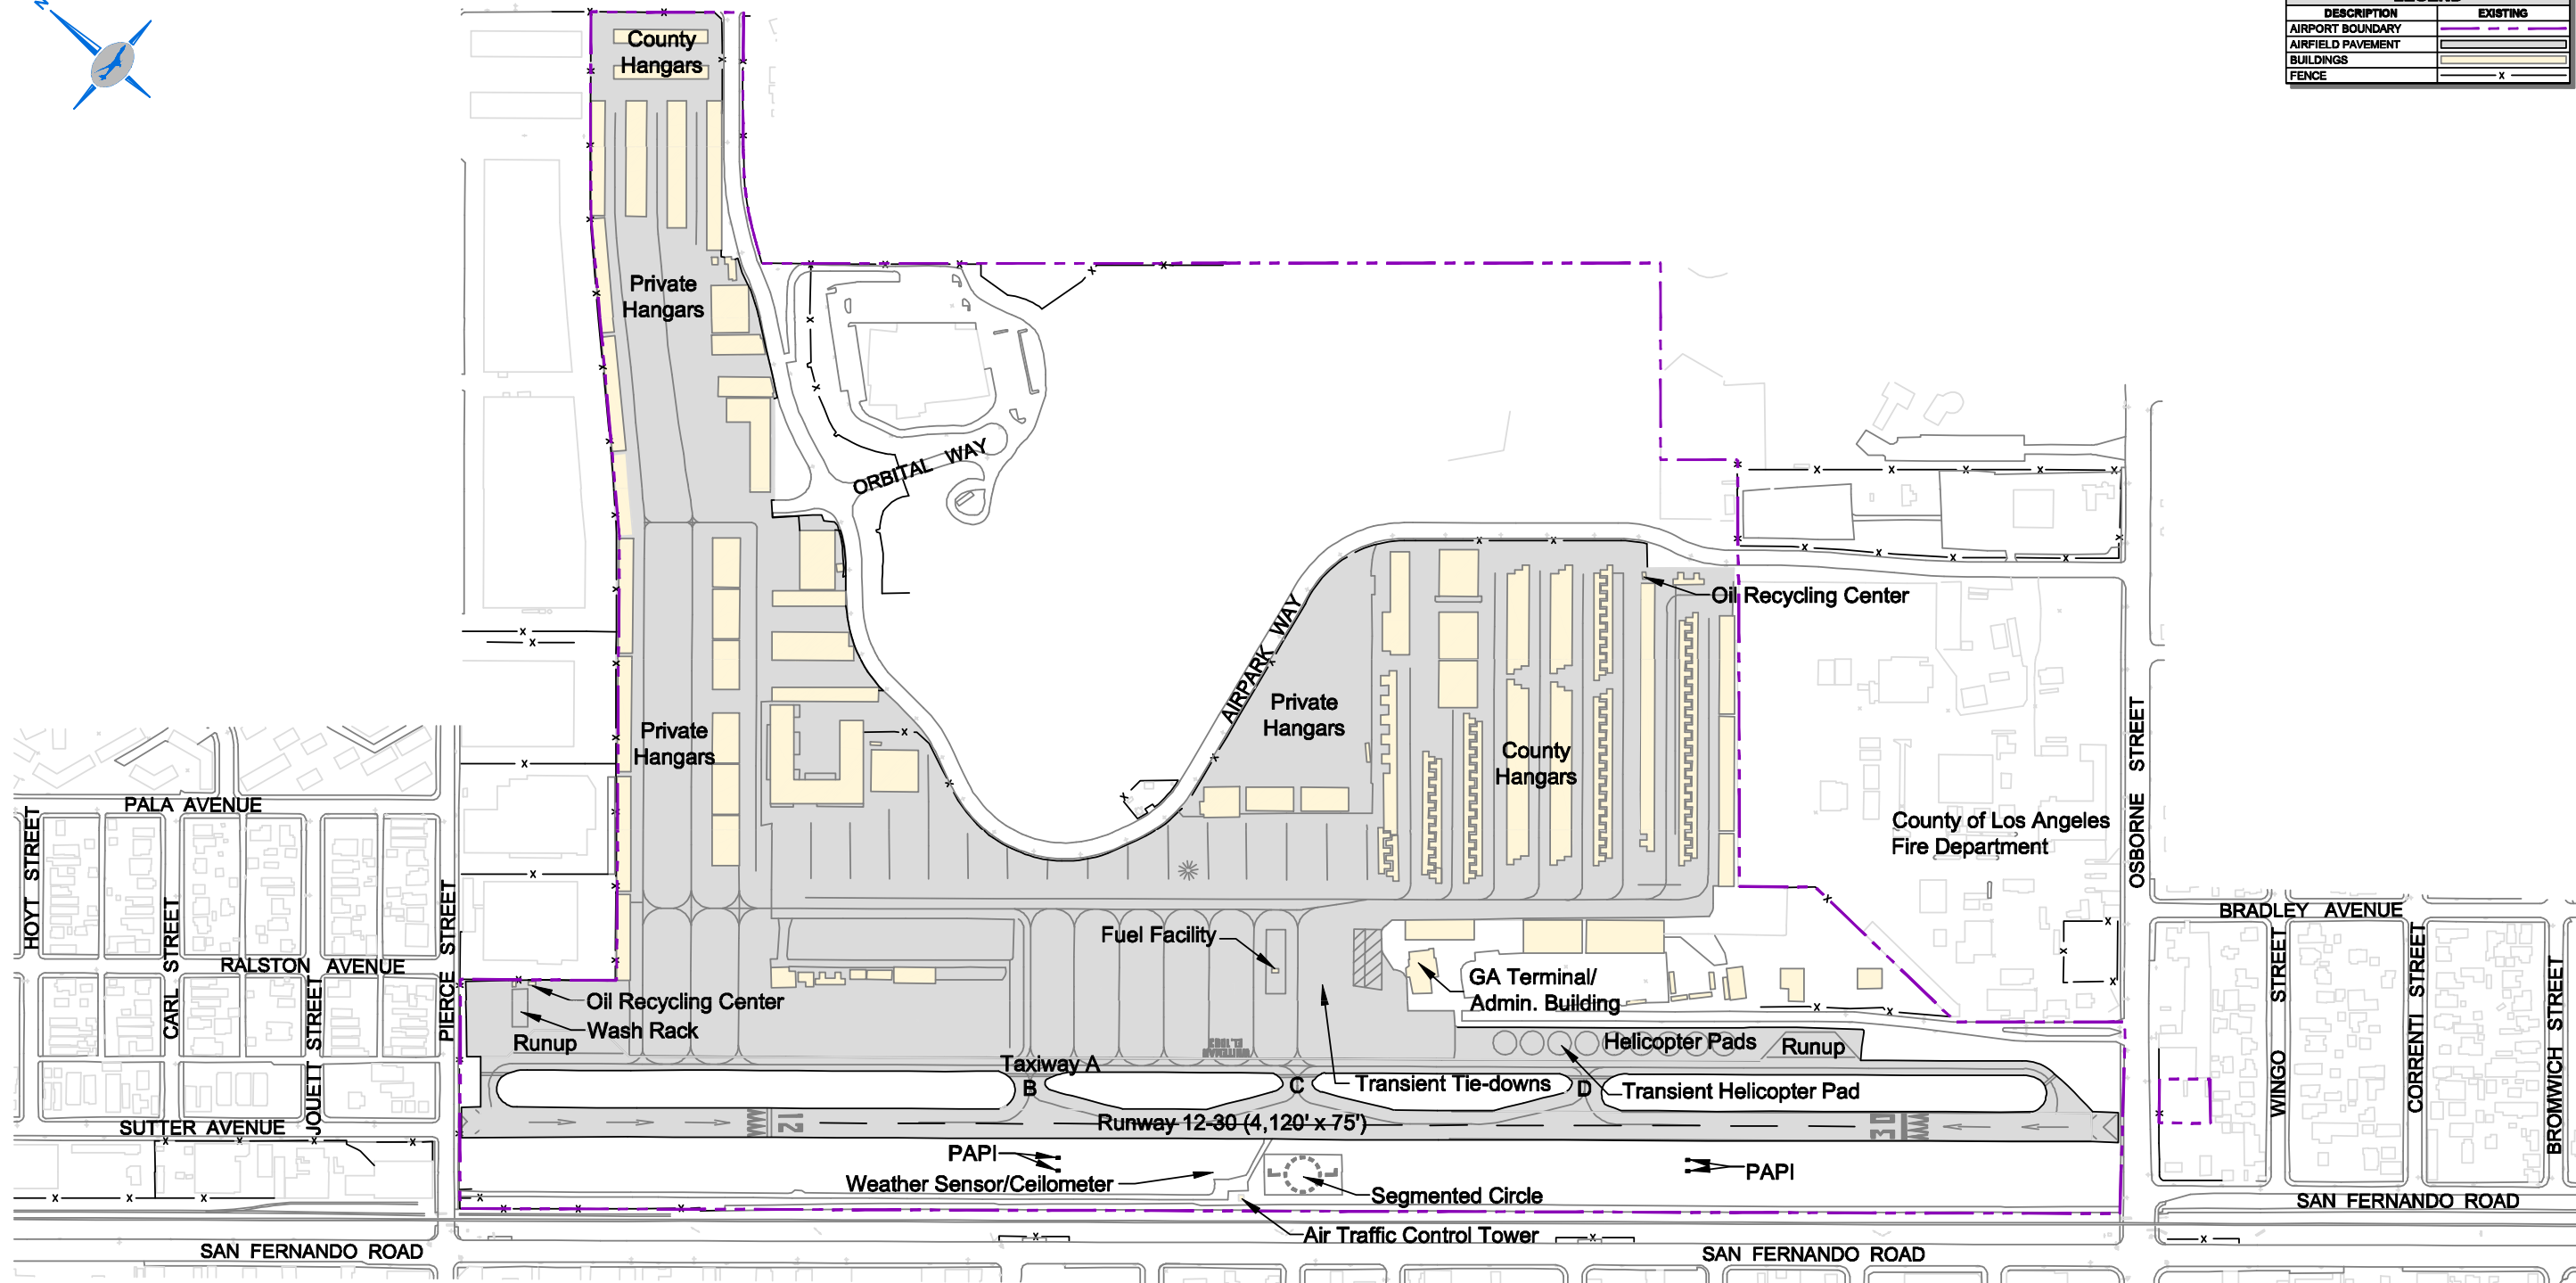 N
LEGEND
DESCRIPTION EXISTING
AIRPORT BOUNDARY
AIRFIELD PAVEMENT
BUILDINGS
FENCE X
County
Hangars
Private
Hangars
ORBITAL WAY
Oil Recycling Center
AIRPARK WAY
Private
Hangars
Private
Hangars
County
Hangars
County of Los Angeles
Fire Department
OSBORNE STREET
PALA AVENUE
HOYT STREET
CARL STREET
RALSTON AVENUE
JOUETT STREET
PIERCE STREET
SUTTER AVENUE
BRADLEY AVENUE
WINGO STREET
CORRENTI STREET
BROMWICH STREET
Fuel Facility
GA Terminal/
Admin. Building
Oil Recycling Center
Wash Rack
Runup
WHITEMAN
EL.1003
Helicopter Pads
Runup
Taxiway A
B
C
D
Transient Tie-downs
Transient Helicopter Pad
12
Runway 12-30 (4,120' x 75')
30
PAPI
PAPI
Weather Sensor/Ceilometer
Segmented Circle
Air Traffic Control Tower
SAN FERNANDO ROAD
SAN FERNANDO ROAD
SAN FERNANDO ROAD